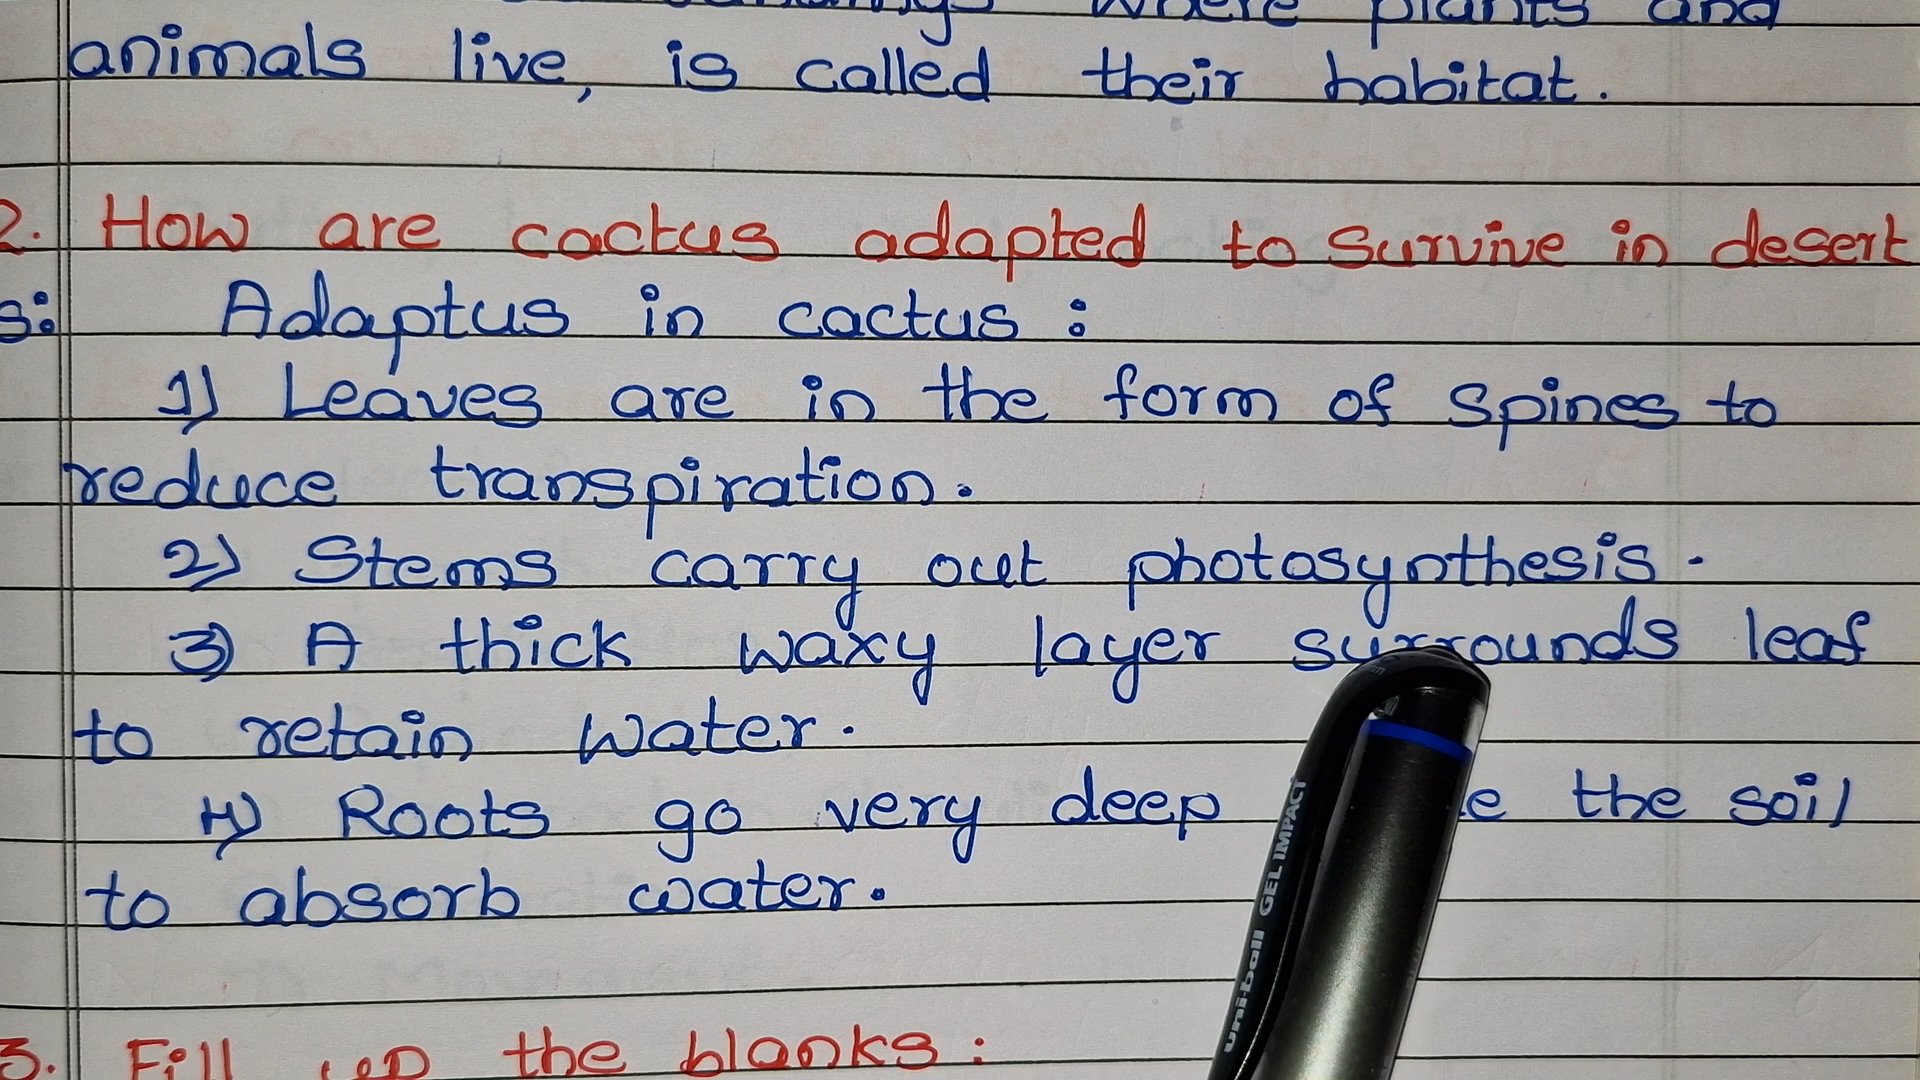 where plants and
animals live, is called their habitat.
2. How are cactus adapted to survive in desert
s: Adaptus in cactus :
1) Leaves are in the form of spines to
reduce transpiration.
2) Stems carry out photosynthesis.
3) A thick waxy layer surrounds leaf
to retain water.
4) Roots go very deep the soil
to absorb water.
3. Fill up the blanks:
uni-ball GEL IMPACT